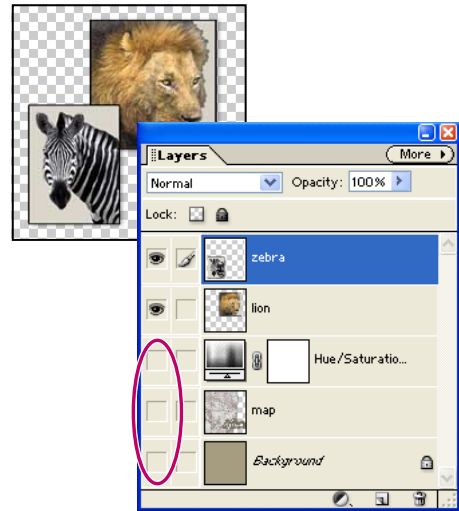 Layers
More
Normal
Opacity: 100%
Lock:
zebra
lion
Hue/Saturatio...
map
Background